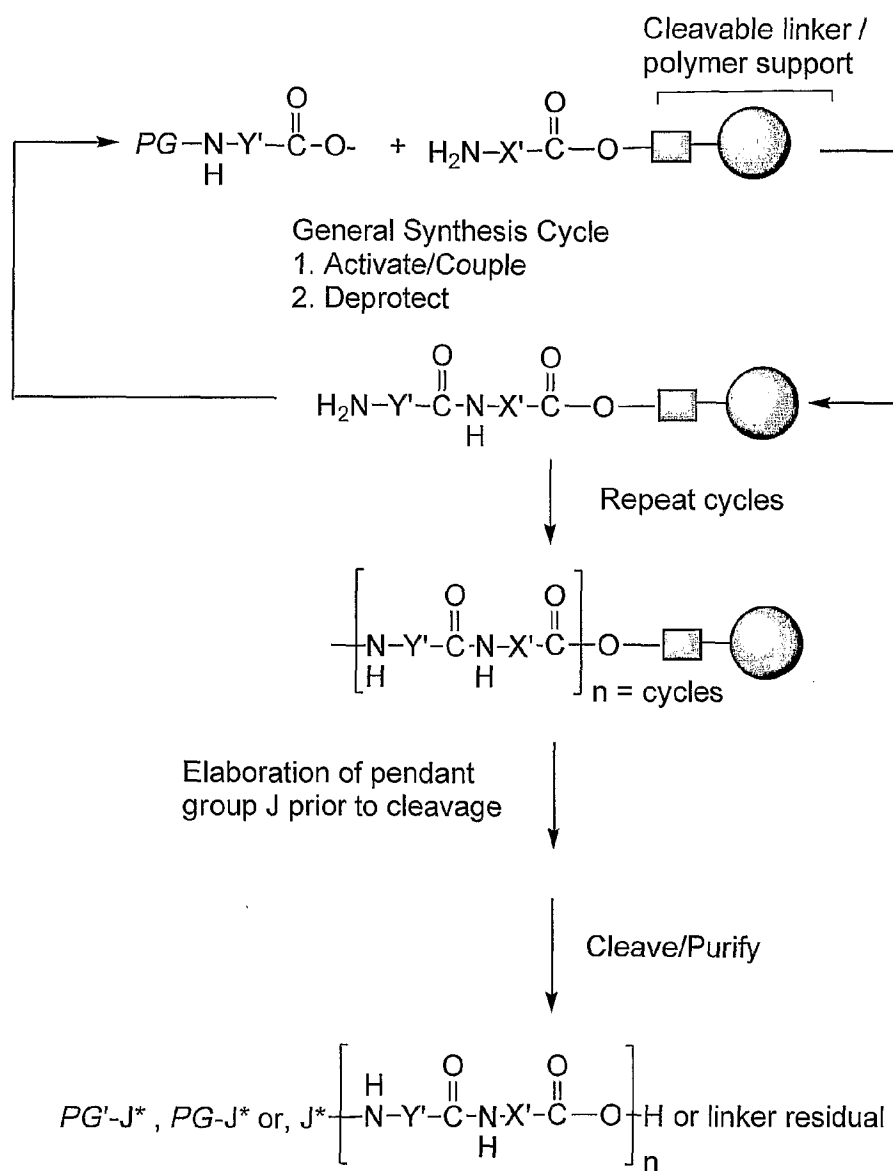 Cleavable linker /
polymer support
PG–N–Y'–C–O- + H₂N–X'–C–O
O O
H
General Synthesis Cycle
1. Activate/Couple
2. Deprotect
O O
H₂N–Y'–C–N–X'–C–O
H
Repeat cycles
O O
N–Y'–C–N–X'–C–O
H H
n = cycles
Elaboration of pendant
group J prior to cleavage
Cleave/Purify
H O O
PG'-J* , PG-J* or, J*–N–Y'–C–N–X'–C–O–H or linker residual
H
n